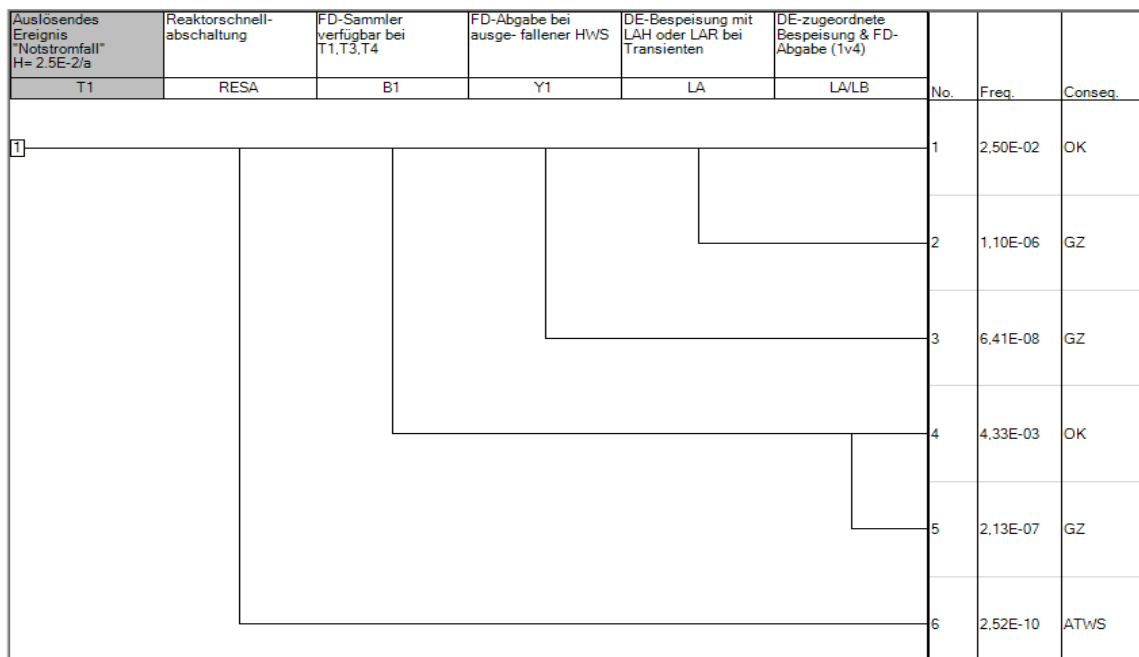 Auslösendes
Ereignis
"Notstromfall"
H= 2.5E-2/a
Reaktorschnell-
abschaltung
FD-Sammler
verfügbar bei
T1,T3,T4
FD-Abgabe bei
ausge- fallener HWS
DE-Bespeisung mit
LAH oder LAR bei
Transienten
DE-zugeordnete
Bespeisung & FD-
Abgabe (1v4)
T1 RESA B1 Y1 LA LA/LB No. Freq. Conseq.
1 1 2,50E-02 OK
2 1,10E-06 GZ
3 6,41E-08 GZ
4 4,33E-03 OK
5 2,13E-07 GZ
6 2,52E-10 ATWS